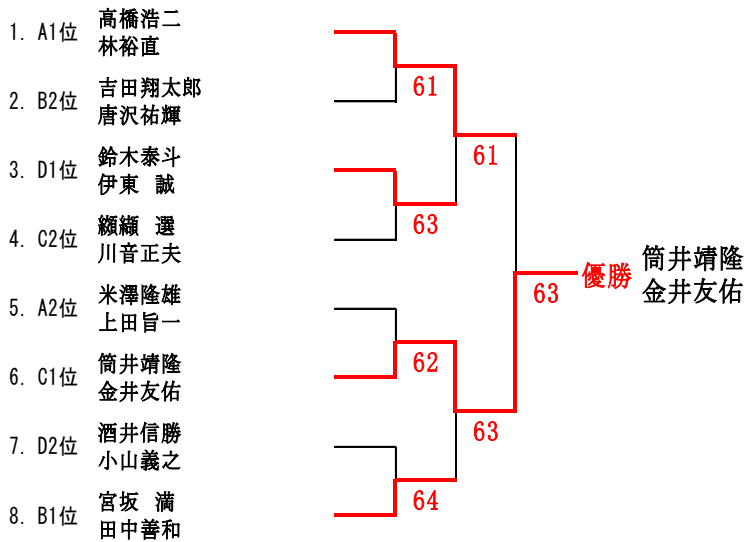 1. A1位 高橋浩二
林裕直
2. B2位 吉田翔太郎
唐沢祐輝
61
3. D1位 鈴木泰斗
伊東　誠
61
4. C2位 纐纈　選
川音正夫
63
5. A2位 米澤隆雄
上田旨一
63 優勝 筒井靖隆
金井友佑
6. C1位 筒井靖隆
金井友佑
62
7. D2位 酒井信勝
小山義之
63
8. B1位 宮坂　満
田中善和
64